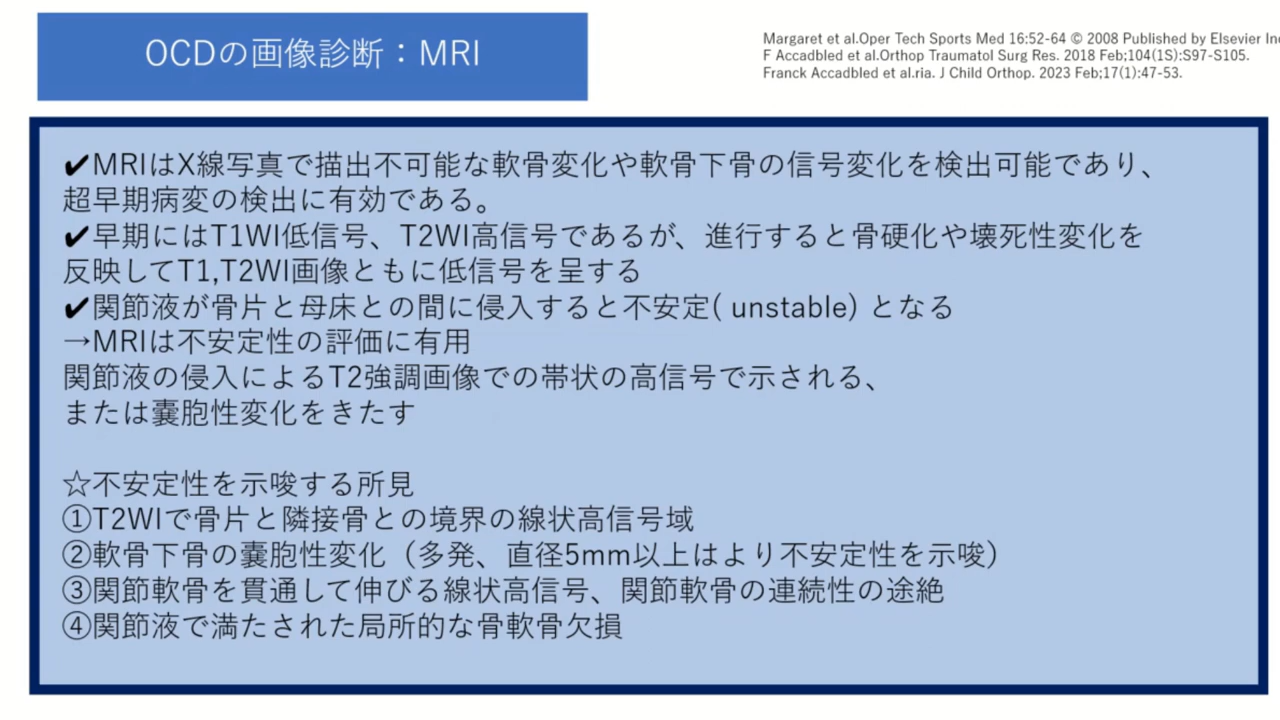 OCDの画像診断：MRI
Margaret et al.Oper Tech Sports Med 16:52-64 © 2008 Published by Elsevier Inc
F Accadbled et al.Orthop Traumatol Surg Res. 2018 Feb;104(1S):S97-S105.
Franck Accadbled et al.ria. J Child Orthop. 2023 Feb;17(1):47-53.
✔MRIはX線写真で描出不可能な軟骨変化や軟骨下骨の信号変化を検出可能であり、
超早期病変の検出に有効である。
✔早期にはT1WI低信号、T2WI高信号であるが、進行すると骨硬化や壊死性変化を
反映してT1,T2WI画像ともに低信号を呈する
✔関節液が骨片と母床との間に侵入すると不安定( unstable) となる
→MRIは不安定性の評価に有用
関節液の侵入によるT2強調画像での帯状の高信号で示される、
または嚢胞性変化をきたす
☆不安定性を示唆する所見
①T2WIで骨片と隣接骨との境界の線状高信号域
②軟骨下骨の嚢胞性変化（多発、直径5mm以上はより不安定性を示唆）
③関節軟骨を貫通して伸びる線状高信号、関節軟骨の連続性の途絶
④関節液で満たされた局所的な骨軟骨欠損